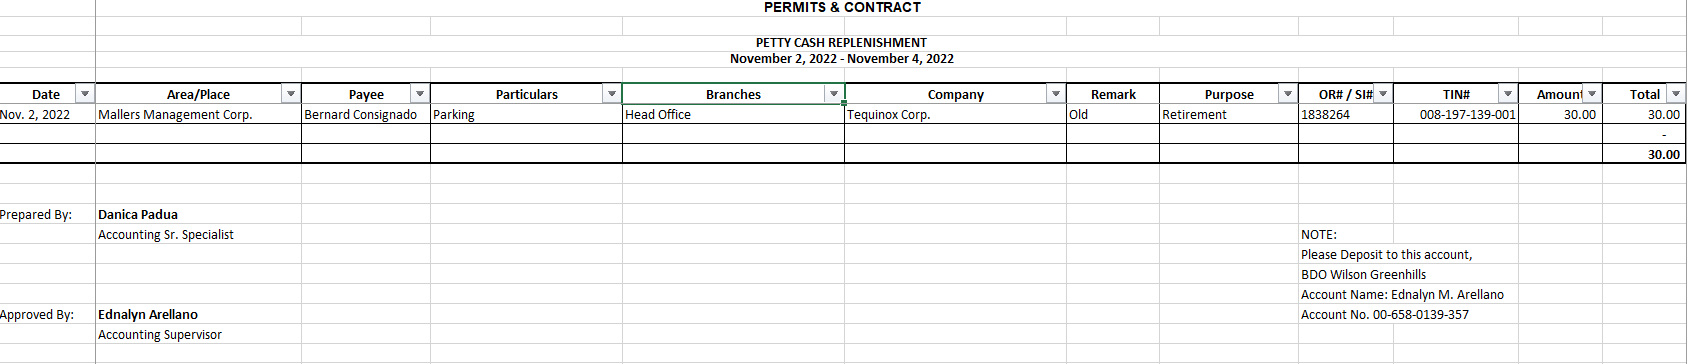 PERMITS & CONTRACT
PETTY CASH REPLENISHMENT
November 2, 2022 - November 4, 2022
Date Area/Place Payee Particulars Branches Company Remark Purpose OR# / SI# TIN# Amount Total
Nov. 2, 2022 Mallers Management Corp. Bernard Consignado Parking Head Office Tequinox Corp. Old Retirement 1838264 008-197-139-001 30.00 30.00
-
30.00
Prepared By: Danica Padua
Accounting Sr. Specialist
NOTE:
Please Deposit to this account,
BDO Wilson Greenhills
Account Name: Ednalyn M. Arellano
Approved By: Ednalyn Arellano
Account No. 00-658-0139-357
Accounting Supervisor